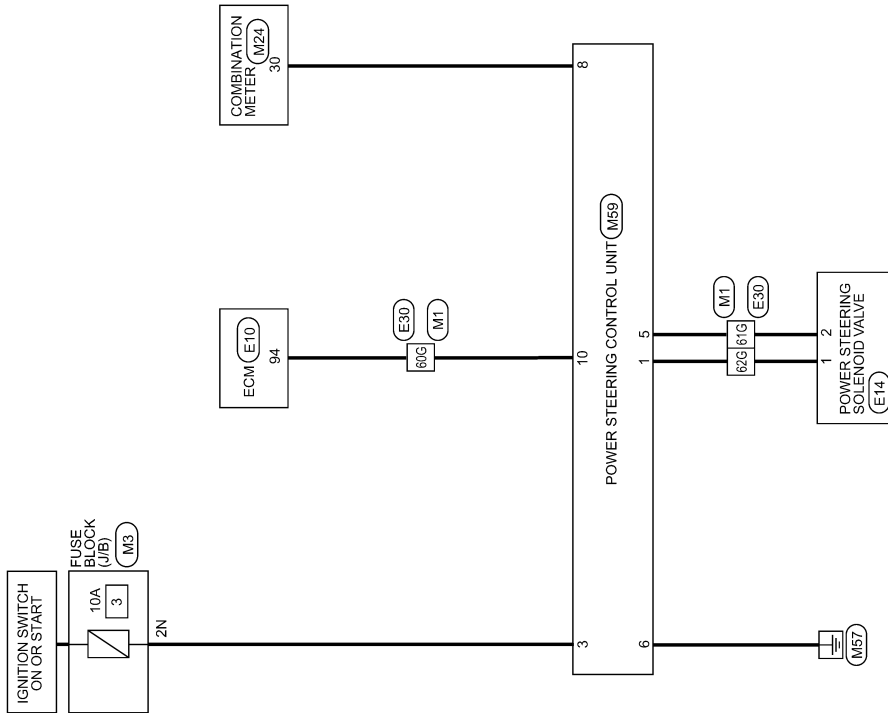 IGNITION SWITCH
ON OR START
FUSE
BLOCK
(J/B)
M3
10A
3
2N
ECM
E10
94
COMBINATION
METER
M24
30
E30
60G
M1
3
10
8
POWER STEERING CONTROL UNIT
M59
6
1
5
62G
61G
M1
E30
M57
1
2
POWER STEERING
SOLENOID VALVE
E14